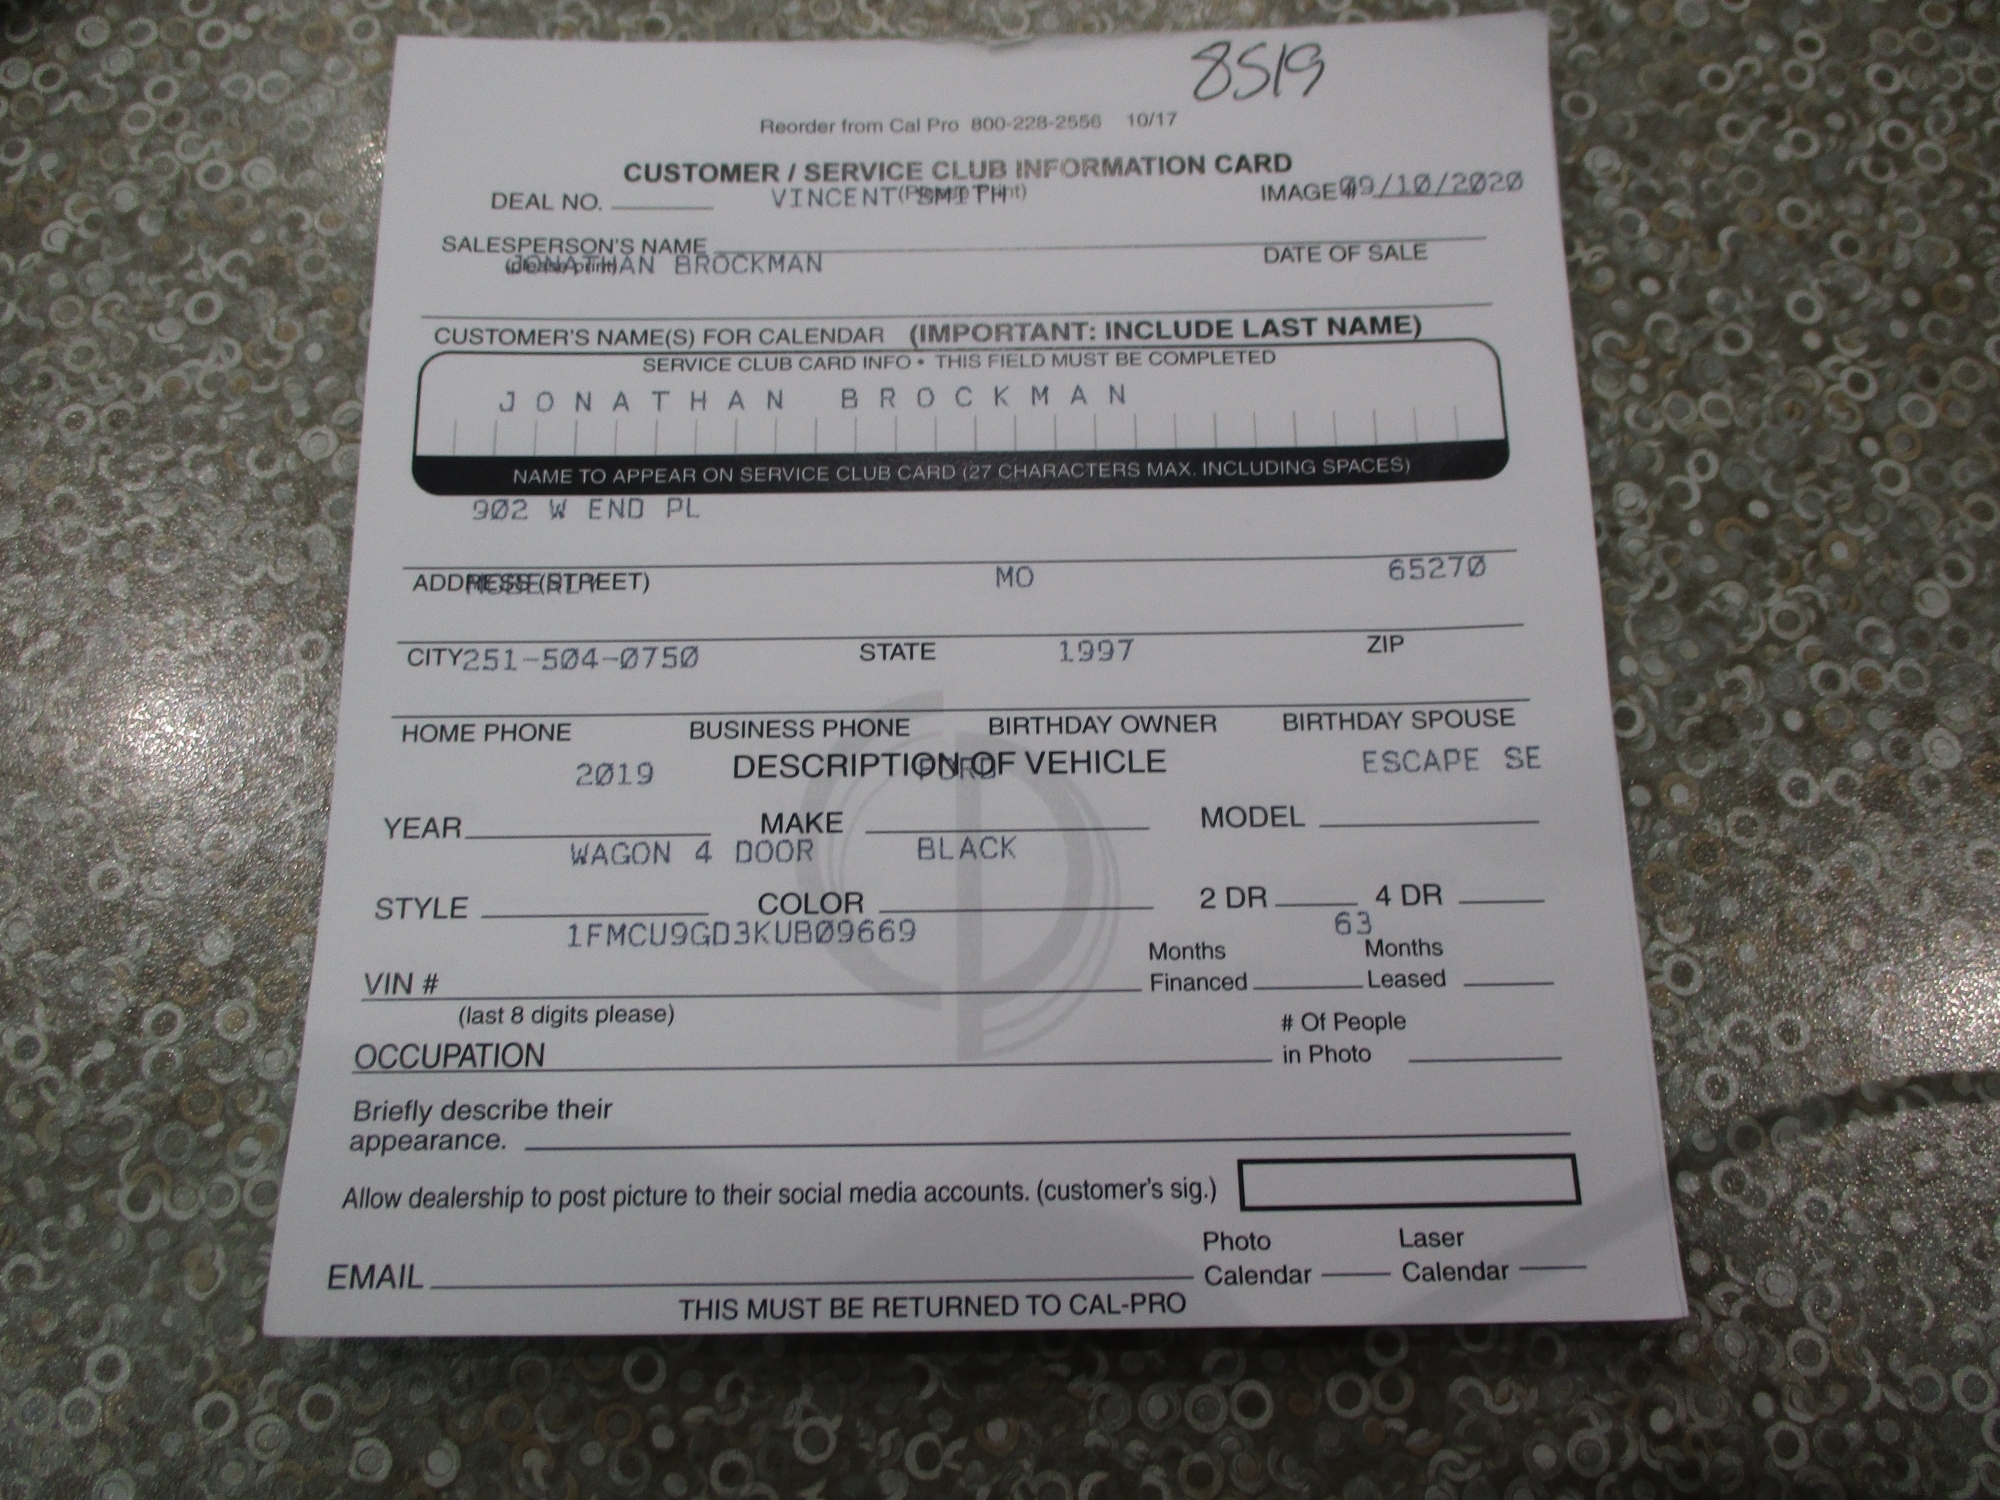 8519
Reorder from Cal Pro 800-228-2556 10/17
CUSTOMER / SERVICE CLUB INFORMATION CARD
(Please Print)
DEAL NO. VINCENT SMITH IMAGE # 09/10/2020
SALESPERSON'S NAME DATE OF SALE
(please print)
JONATHAN BROCKMAN
CUSTOMER'S NAME(S) FOR CALENDAR (IMPORTANT: INCLUDE LAST NAME)
SERVICE CLUB CARD INFO • THIS FIELD MUST BE COMPLETED
JONATHAN BROCKMAN
NAME TO APPEAR ON SERVICE CLUB CARD (27 CHARACTERS MAX. INCLUDING SPACES)
902 W END PL
ADDRESS (STREET)
MOBERLY MO 65270
CITY STATE ZIP
251-504-0750 1997
HOME PHONE BUSINESS PHONE BIRTHDAY OWNER BIRTHDAY SPOUSE
DESCRIPTION OF VEHICLE
2019 FORD ESCAPE SE
YEAR MAKE MODEL
WAGON 4 DOOR BLACK
STYLE COLOR 2 DR 4 DR
1FMCU9GD3KUB09669 63
VIN # Months Financed Months Leased
(last 8 digits please)
OCCUPATION # Of People in Photo
Briefly describe their
appearance.
Allow dealership to post picture to their social media accounts. (customer's sig.)
EMAIL Photo Calendar Laser Calendar
THIS MUST BE RETURNED TO CAL-PRO